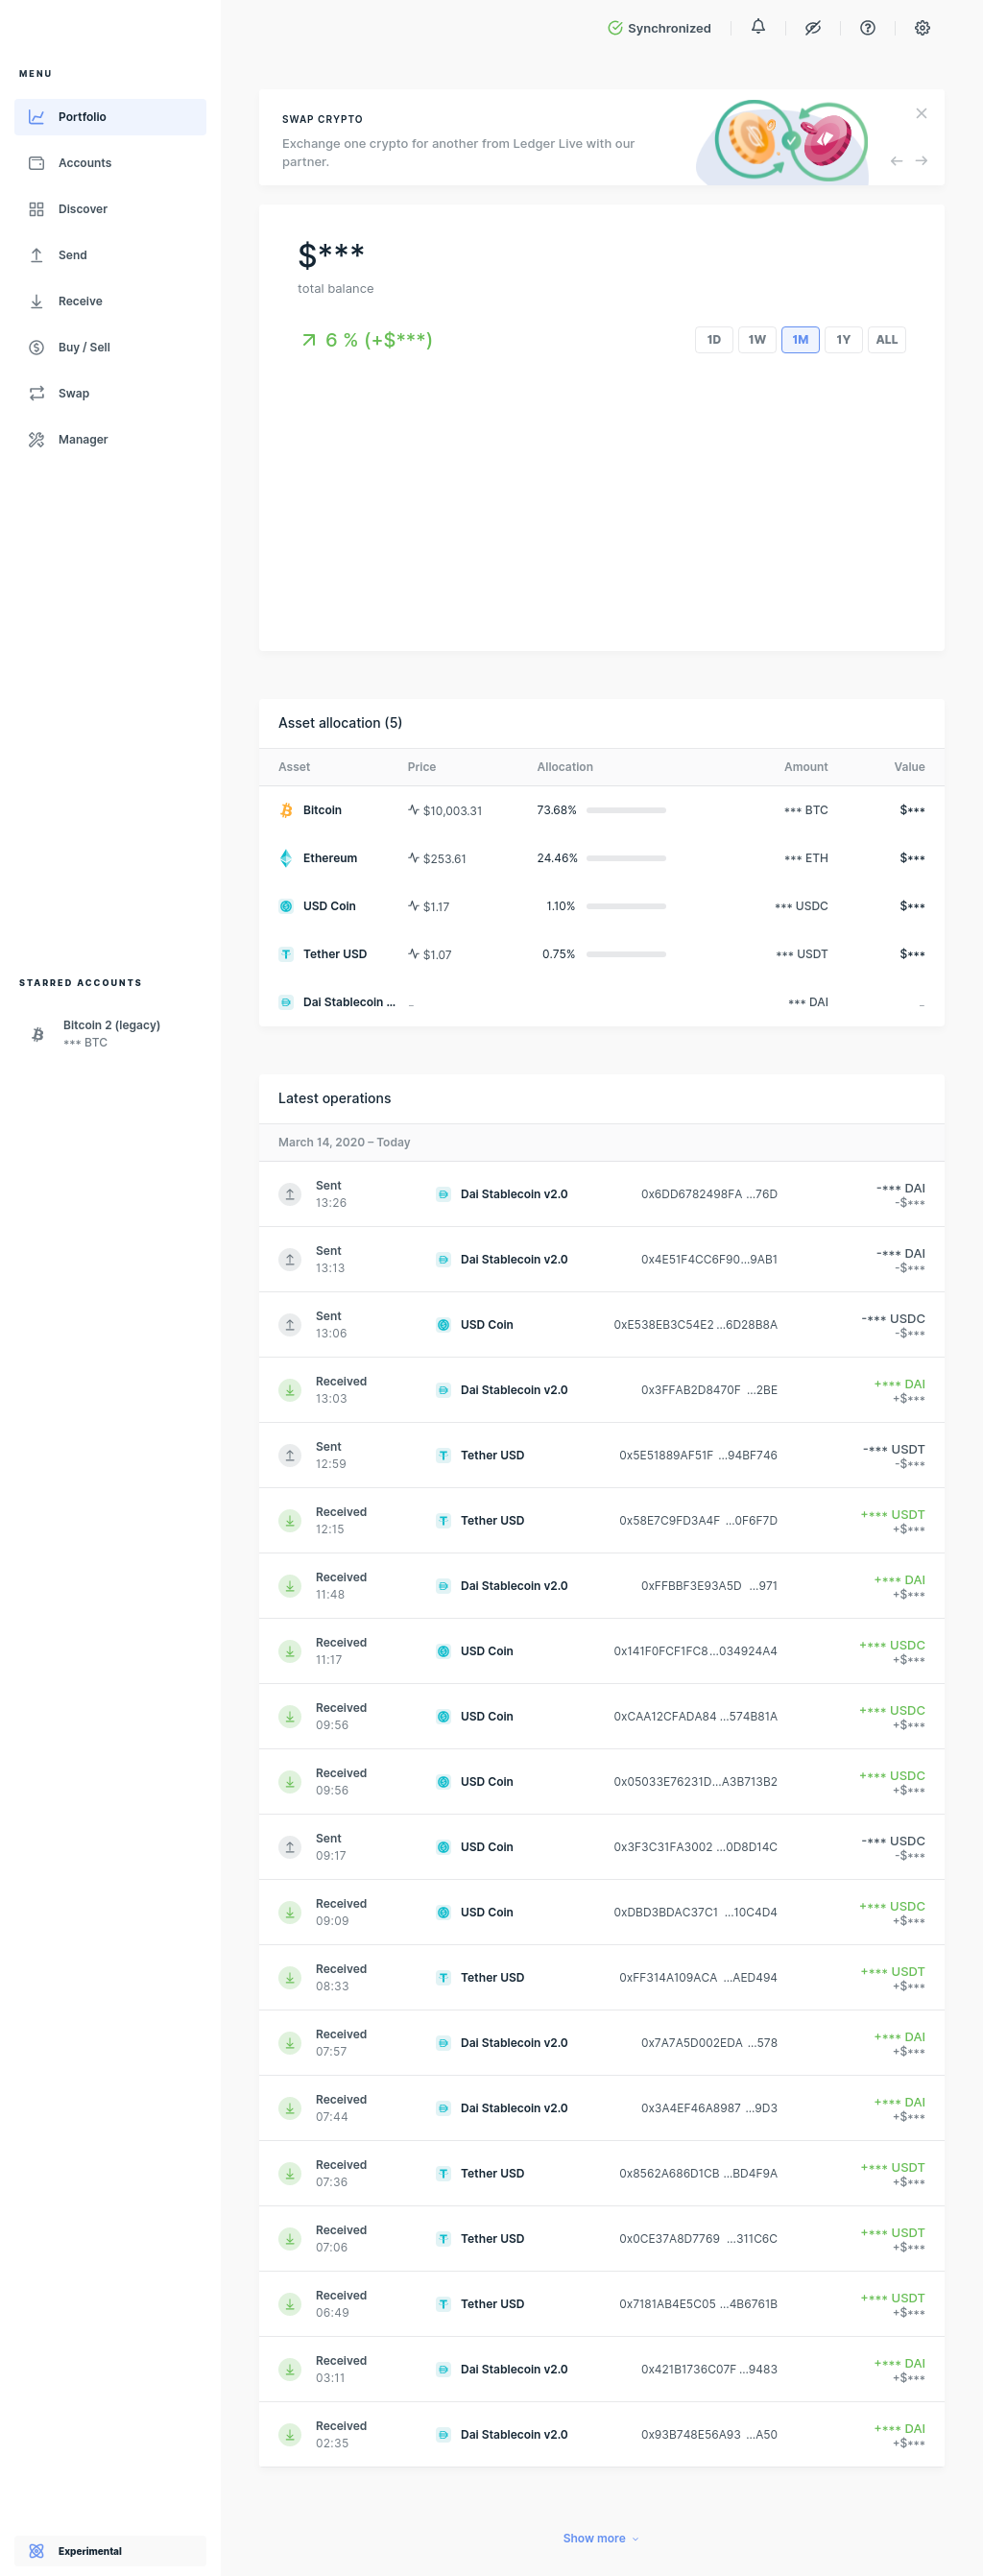 Synchronized
MENU
Portfolio
Accounts
Discover
Send
Receive
Buy / Sell
Swap
Manager
STARRED ACCOUNTS
Bitcoin 2 (legacy)
*** BTC
Experimental
SWAP CRYPTO
Exchange one crypto for another from Ledger Live with our
partner.
$***
total balance
6 % (+$***)
1D 1W 1M 1Y ALL
Asset allocation (5)
Asset Price Allocation Amount Value
Bitcoin $10,003.31 73.68% *** BTC $***
Ethereum $253.61 24.46% *** ETH $***
USD Coin $1.17 1.10% *** USDC $***
Tether USD $1.07 0.75% *** USDT $***
Dai Stablecoin ... – *** DAI –
Latest operations
March 14, 2020 – Today
Sent
13:26
Dai Stablecoin v2.0 0x6DD6782498FA ...76D
-*** DAI
-$***
Sent
13:13
Dai Stablecoin v2.0 0x4E51F4CC6F90...9AB1
-*** DAI
-$***
Sent
13:06
USD Coin 0xE538EB3C54E2 ...6D28B8A
-*** USDC
-$***
Received
13:03
Dai Stablecoin v2.0 0x3FFAB2D8470F ...2BE
+*** DAI
+$***
Sent
12:59
Tether USD 0x5E51889AF51F ...94BF746
-*** USDT
-$***
Received
12:15
Tether USD 0x58E7C9FD3A4F ...0F6F7D
+*** USDT
+$***
Received
11:48
Dai Stablecoin v2.0 0xFFBBF3E93A5D ...971
+*** DAI
+$***
Received
11:17
USD Coin 0x141F0FCF1FC8...034924A4
+*** USDC
+$***
Received
09:56
USD Coin 0xCAA12CFADA84 ...574B81A
+*** USDC
+$***
Received
09:56
USD Coin 0x05033E76231D...A3B713B2
+*** USDC
+$***
Sent
09:17
USD Coin 0x3F3C31FA3002 ...0D8D14C
-*** USDC
-$***
Received
09:09
USD Coin 0xDBD3BDAC37C1 ...10C4D4
+*** USDC
+$***
Received
08:33
Tether USD 0xFF314A109ACA ...AED494
+*** USDT
+$***
Received
07:57
Dai Stablecoin v2.0 0x7A7A5D002EDA ...578
+*** DAI
+$***
Received
07:44
Dai Stablecoin v2.0 0x3A4EF46A8987 ...9D3
+*** DAI
+$***
Received
07:36
Tether USD 0x8562A686D1CB ...BD4F9A
+*** USDT
+$***
Received
07:06
Tether USD 0x0CE37A8D7769 ...311C6C
+*** USDT
+$***
Received
06:49
Tether USD 0x7181AB4E5C05 ...4B6761B
+*** USDT
+$***
Received
03:11
Dai Stablecoin v2.0 0x421B1736C07F ...9483
+*** DAI
+$***
Received
02:35
Dai Stablecoin v2.0 0x93B748E56A93 ...A50
+*** DAI
+$***
Show more